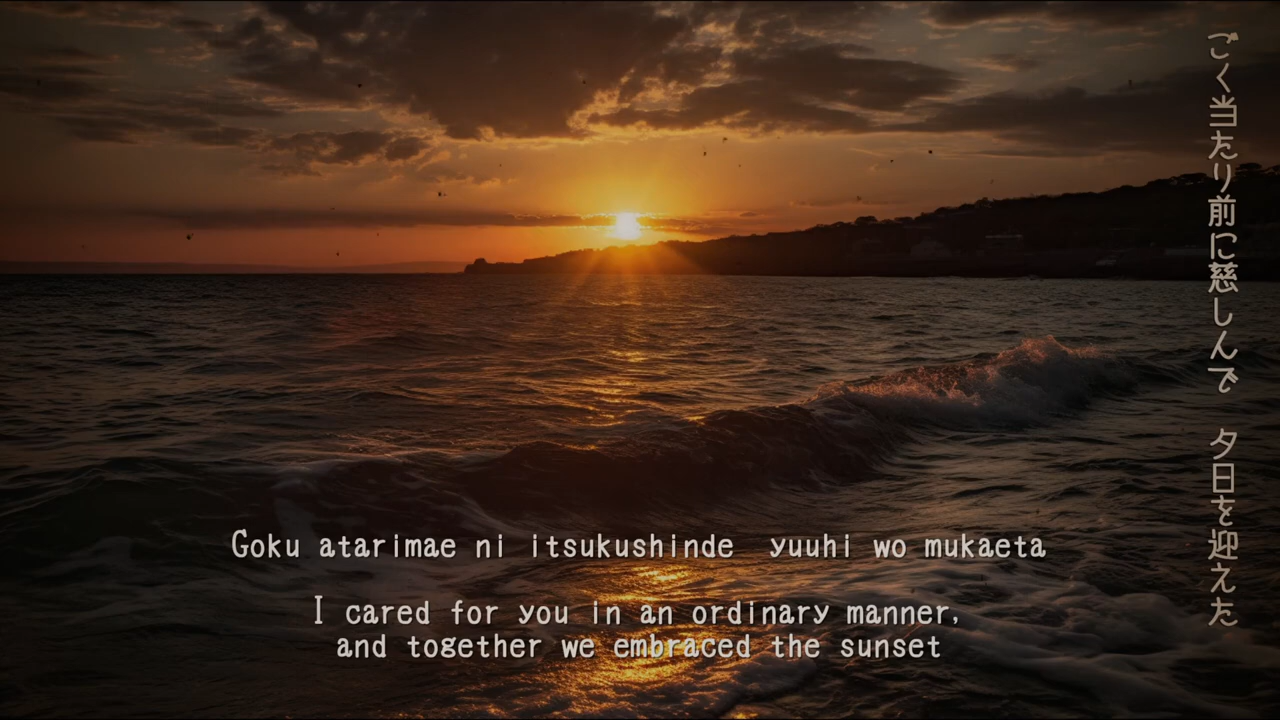 ごく当たり前に慈しんで　夕日を迎えた
Goku atarimae ni itsukushinde  yuuhi wo mukaeta
I cared for you in an ordinary manner,
and together we embraced the sunset